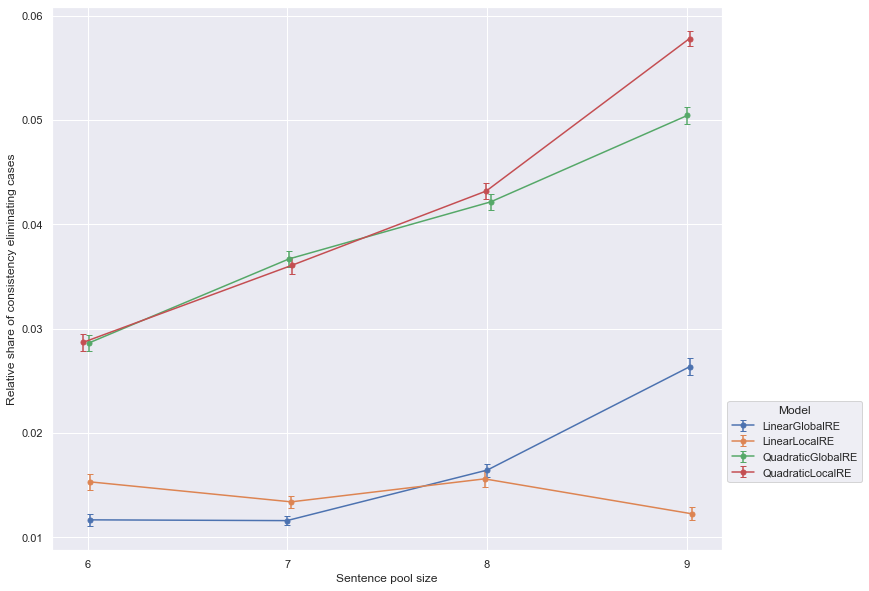 0.06
0.05
0.04
0.03
0.02
0.01
Relative share of consistency eliminating cases
6
7
8
9
Sentence pool size
Model
LinearGlobalRE
LinearLocalRE
QuadraticGlobalRE
QuadraticLocalRE